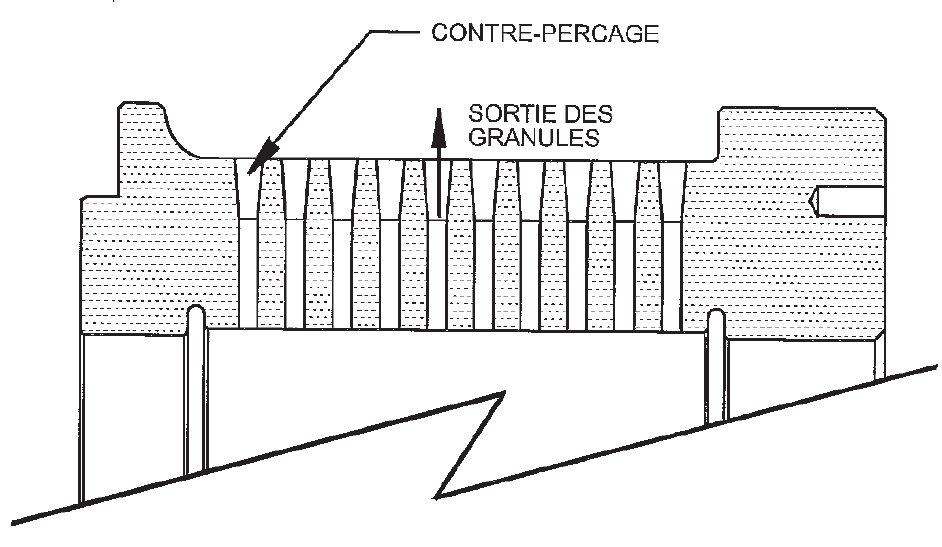 CONTRE-PERCAGE
SORTIE DES
GRANULES